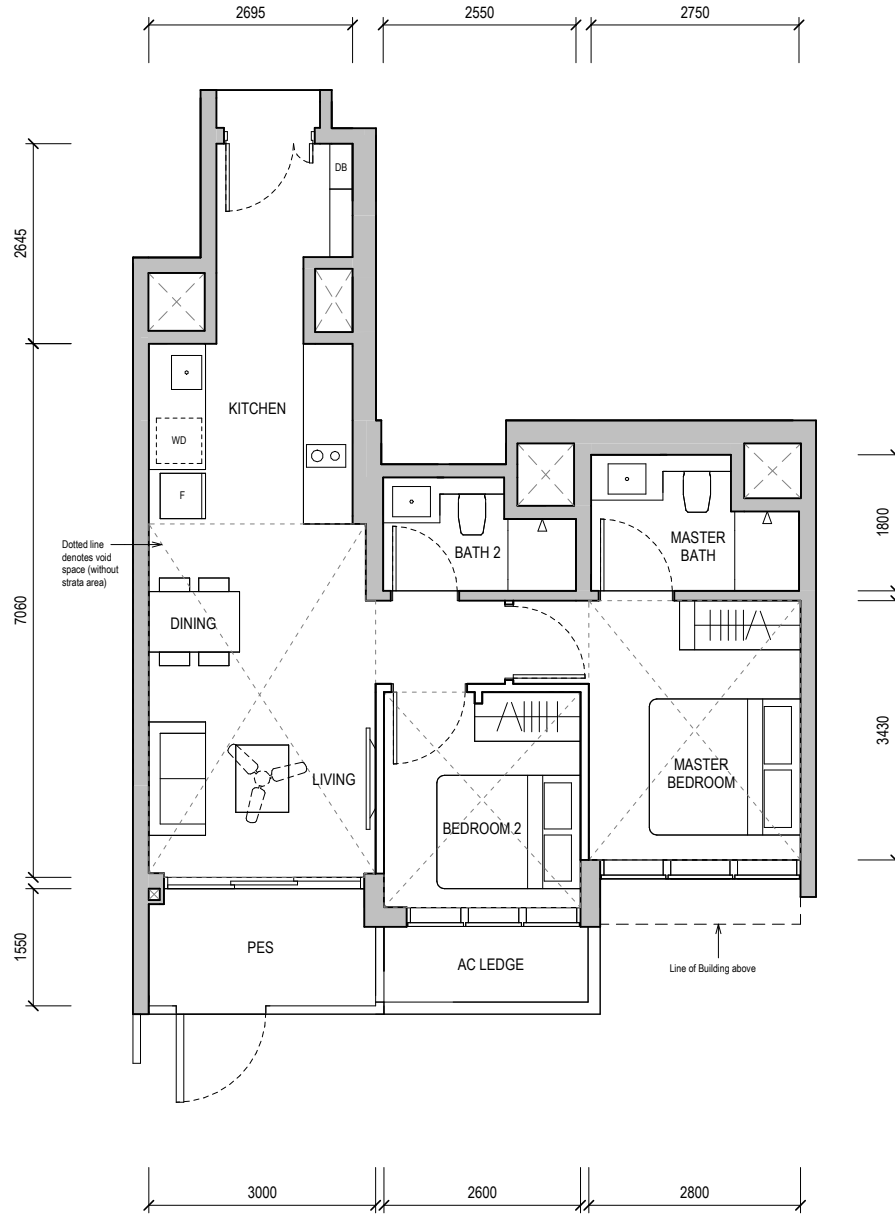 2695
2550
2750
DB
2645
KITCHEN
WD
F
1800
MASTER
BATH
BATH 2
Dotted line
denotes void
space (without
strata area)
7060
DINING
3430
LIVING
MASTER
BEDROOM
BEDROOM 2
1550
PES
AC LEDGE
Line of Building above
3000
2600
2800